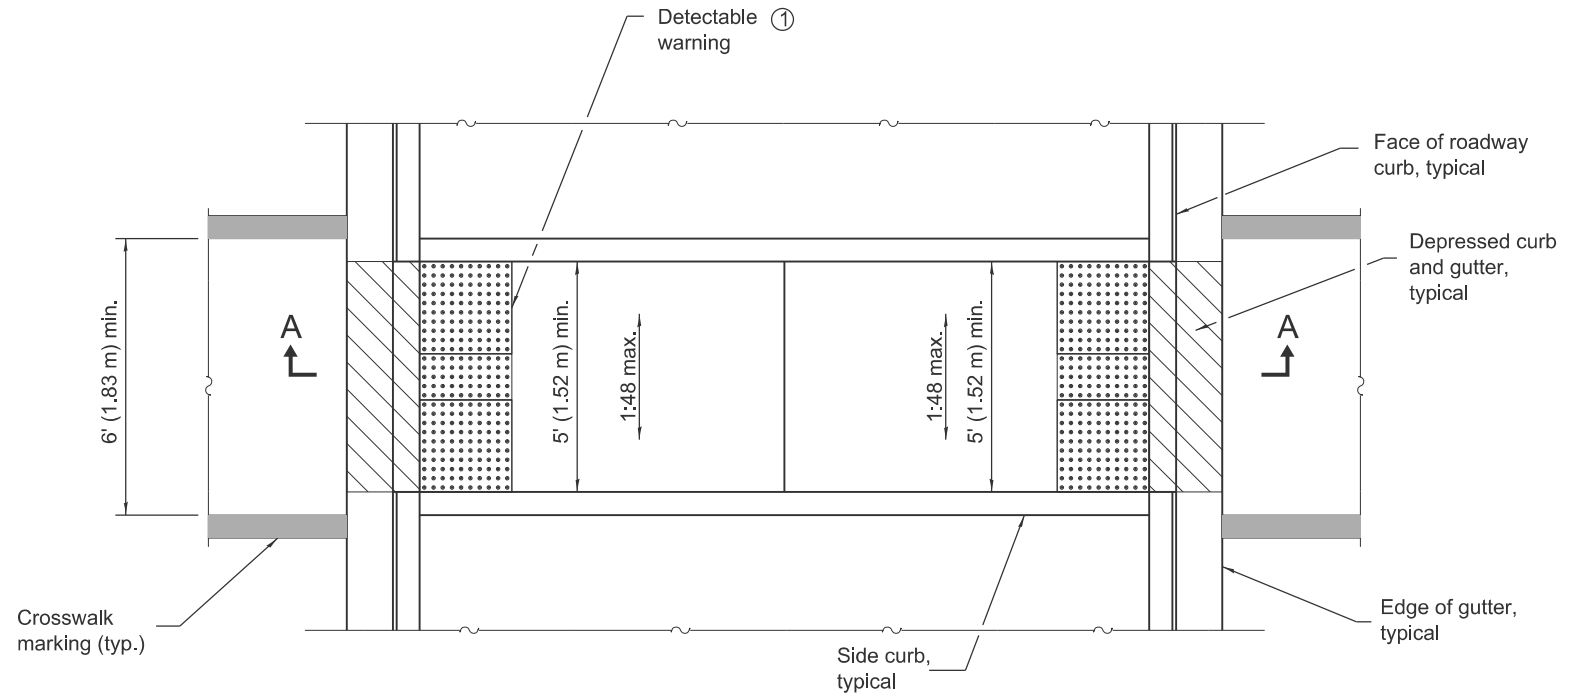 Detectable ①
warning
Face of roadway
curb, typical
Depressed curb
and gutter,
typical
A
A
6' (1.83 m) min.
5' (1.52 m) min.
1:48 max.
1:48 max.
5' (1.52 m) min.
Crosswalk
marking (typ.)
Edge of gutter,
typical
Side curb,
typical